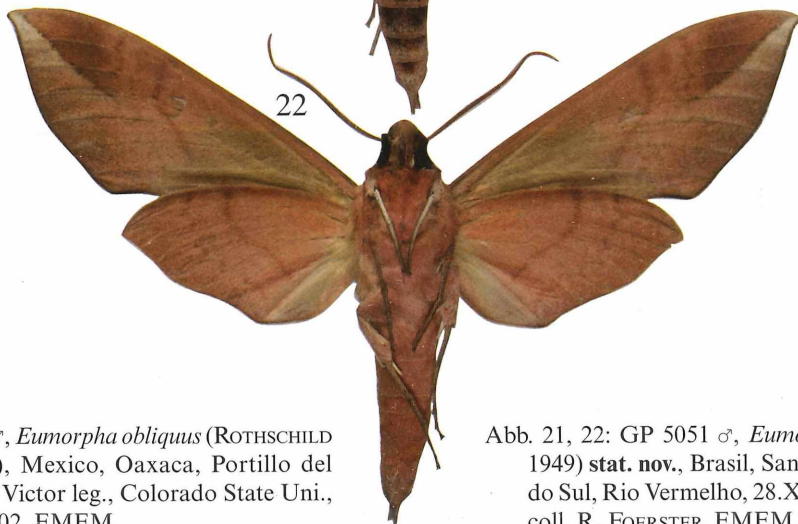 22
♂, Eumorpha obliquus (ROTHSCHILD
), Mexico, Oaxaca, Portillo del
Victor leg., Colorado State Uni.,
02, EMEM
Abb. 21, 22: GP 5051 ♂, Eumo
1949) stat. nov., Brasil, San
do Sul, Rio Vermelho, 28.X
coll. R. FOERSTER, EMEM